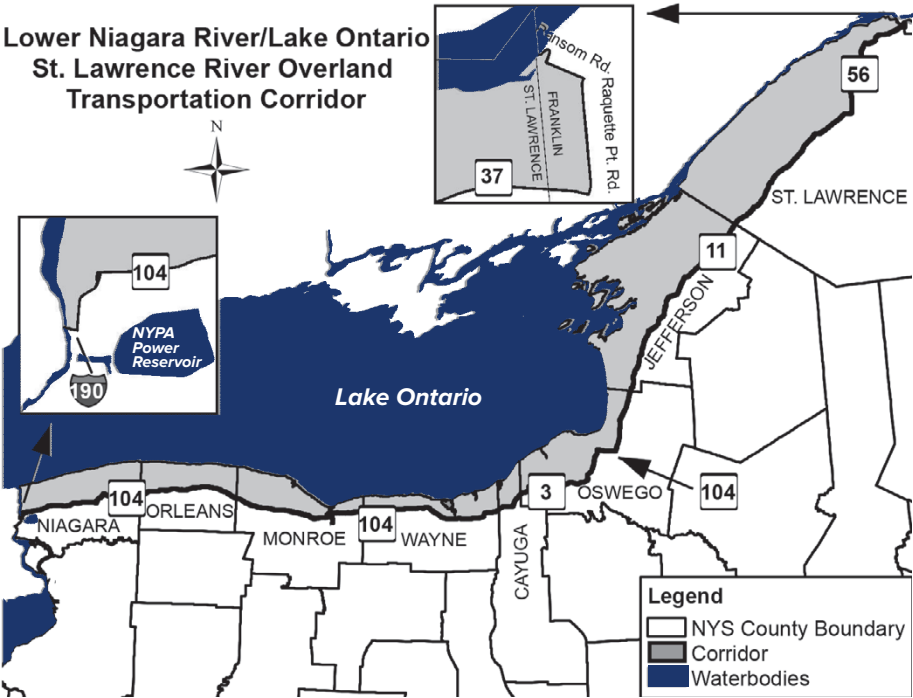 Lower Niagara River/Lake Ontario
St. Lawrence River Overland
Transportation Corridor
N
Ransom Rd.
Raquette Pt. Rd.
FRANKLIN
ST. LAWRENCE
37
56
ST. LAWRENCE
11
JEFFERSON
104
NYPA
Power
Reservoir
190
Lake Ontario
104
NIAGARA
ORLEANS
MONROE
104
WAYNE
CAYUGA
3
OSWEGO
104
Legend
NYS County Boundary
Corridor
Waterbodies